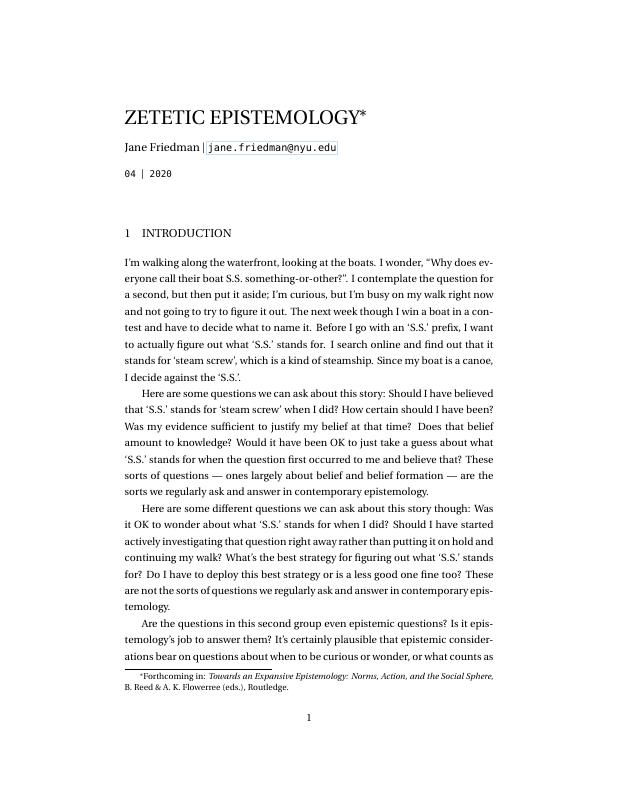 ZETETIC EPISTEMOLOGY*
Jane Friedman | jane.friedman@nyu.edu
04 | 2020
1 INTRODUCTION
I'm walking along the waterfront, looking at the boats. I wonder, “Why does ev-
eryone call their boat S.S. something-or-other?”. I contemplate the question for
a second, but then put it aside; I'm curious, but I'm busy on my walk right now
and not going to try to figure it out. The next week though I win a boat in a con-
test and have to decide what to name it. Before I go with an ‘S.S.’ prefix, I want
to actually figure out what ‘S.S.’ stands for. I search online and find out that it
stands for ‘steam screw’, which is a kind of steamship. Since my boat is a canoe,
I decide against the ‘S.S.’.
Here are some questions we can ask about this story: Should I have believed
that ‘S.S.’ stands for ‘steam screw’ when I did? How certain should I have been?
Was my evidence sufficient to justify my belief at that time? Does that belief
amount to knowledge? Would it have been OK to just take a guess about what
‘S.S.’ stands for when the question first occurred to me and believe that? These
sorts of questions — ones largely about belief and belief formation — are the
sorts we regularly ask and answer in contemporary epistemology.
Here are some different questions we can ask about this story though: Was
it OK to wonder about what ‘S.S.’ stands for when I did? Should I have started
actively investigating that question right away rather than putting it on hold and
continuing my walk? What's the best strategy for figuring out what ‘S.S.’ stands
for? Do I have to deploy this best strategy or is a less good one fine too? These
are not the sorts of questions we regularly ask and answer in contemporary epis-
temology.
Are the questions in this second group even epistemic questions? Is it epis-
temology's job to answer them? It's certainly plausible that epistemic consider-
ations bear on questions about when to be curious or wonder, or what counts as
*Forthcoming in: Towards an Expansive Epistemology: Norms, Action, and the Social Sphere,
B. Reed & A. K. Flowerree (eds.), Routledge.
1